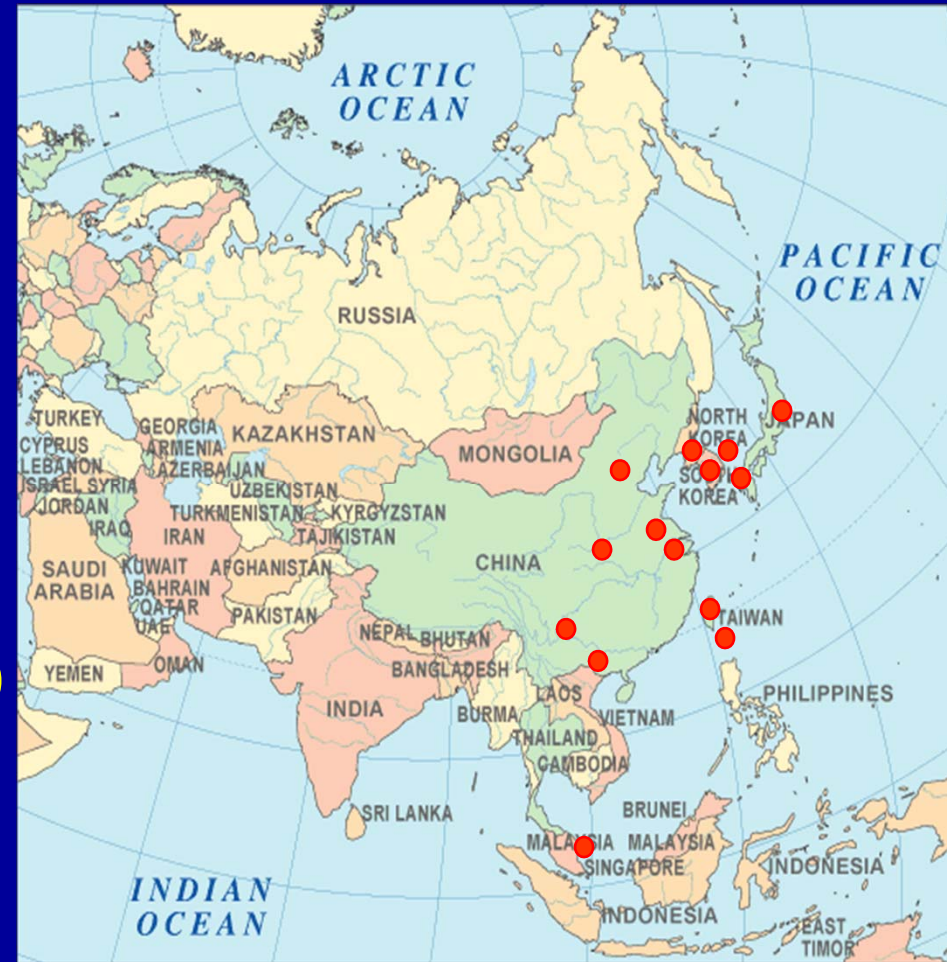 ARCTIC
OCEAN
U.K.
PACIFIC
OCEAN
RUSSIA
TURKEY
GEORGIA
NORTH
KOREA
JAPAN
CYPRUS
ARMENIA
KAZAKHSTAN
MONGOLIA
LEBANON
AZERBAIJAN
ISRAEL SYRIA
UZBEKISTAN
SOUTH
KOREA
JORDAN
TURKMENISTAN
KYRGYZSTAN
IRAQ
IRAN
TAJIKISTAN
CHINA
SAUDI
ARABIA
KUWAIT
AFGHANISTAN
BAHRAIN
QATAR
PAKISTAN
UAE
TAIWAN
NEPAL
BHUTAN
OMAN
YEMEN
BANGLADESH
LAOS
PHILIPPINES
INDIA
BURMA
VIETNAM
THAILAND
CAMBODIA
SRI LANKA
BRUNEI
MALAYSIA
MALAYSIA
SINGAPORE
INDONESIA
INDIAN
OCEAN
INDONESIA
EAST
TIMOR